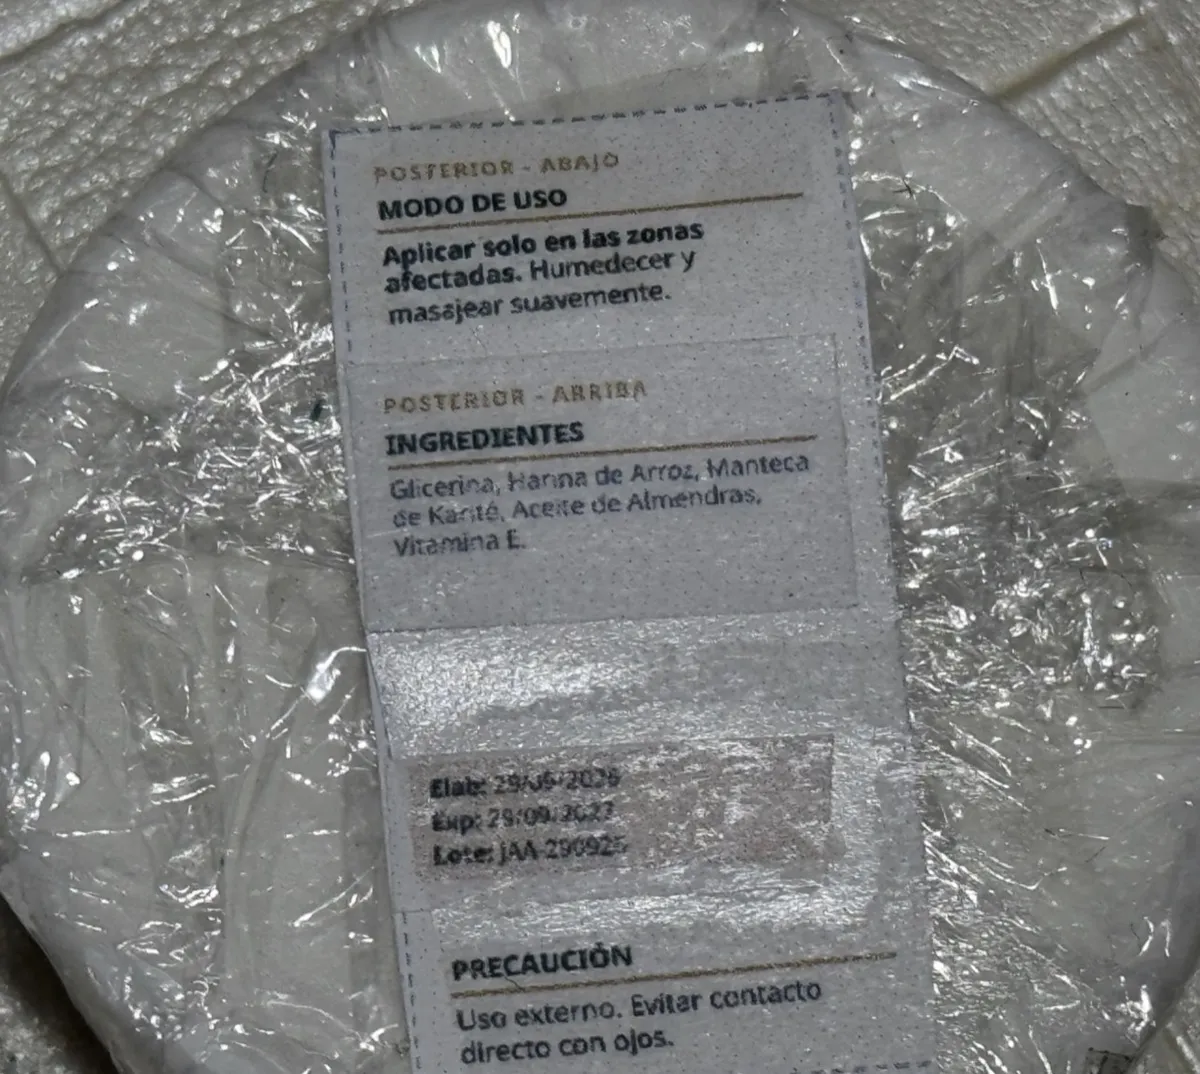 POSTERIOR - ABAJO
MODO DE USO
Aplicar solo en las zonas
afectadas. Humedecer y
masajear suavemente.
POSTERIOR - ARRIBA
INGREDIENTES
Glicerina, Harina de Arroz, Manteca
de Karité, Aceite de Almendras,
Vitamina E.
Elab:
Exp:
Lote: JAA
PRECAUCIÓN
Uso externo. Evitar contacto
directo con ojos.